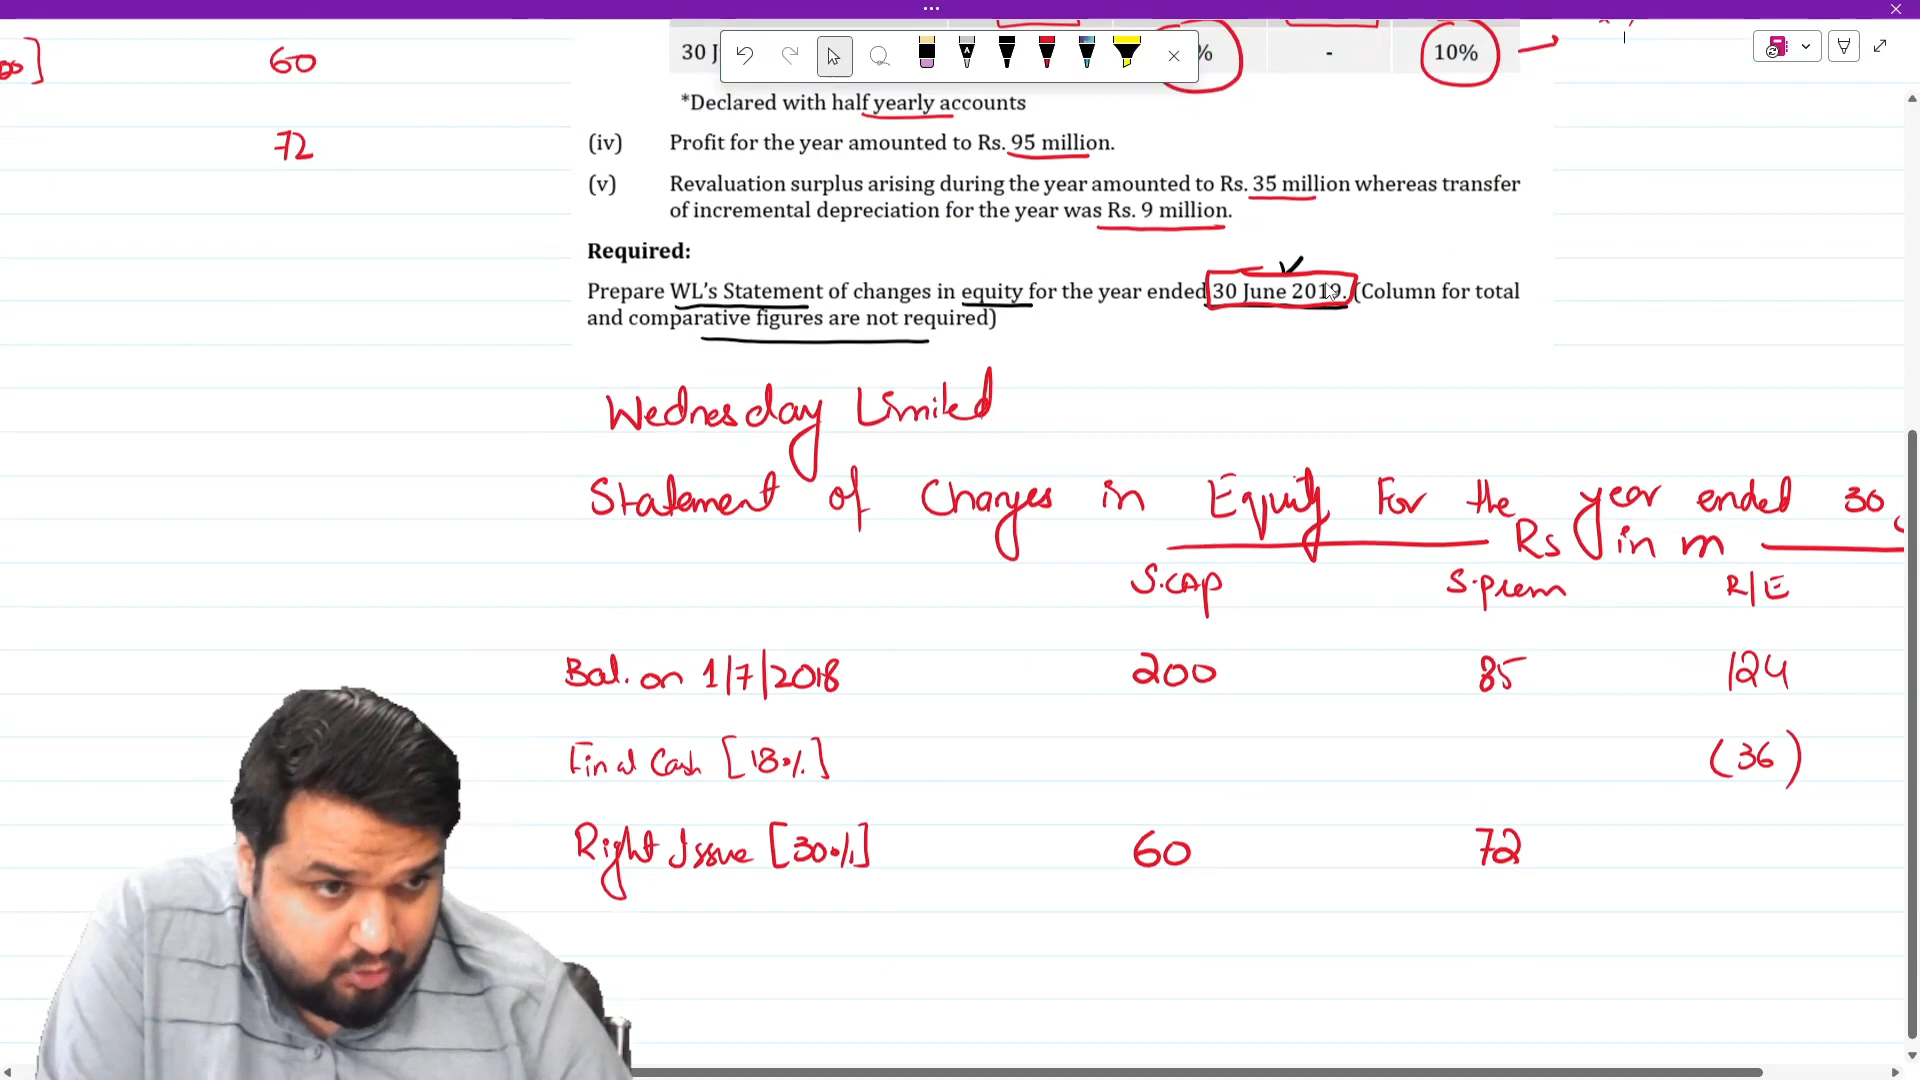 60
72
30 J % - 10%
*Declared with half yearly accounts
(iv) Profit for the year amounted to Rs. 95 million.
(v) Revaluation surplus arising during the year amounted to Rs. 35 million whereas transfer
of incremental depreciation for the year was Rs. 9 million.
Required:
Prepare WL's Statement of changes in equity for the year ended 30 June 2019. (Column for total
and comparative figures are not required)
Wednesday Limited
Statement of Changes in Equity For the year ended 30
Rs in m
S.CAP S.prem R/E
Bal. on 1/7/2018 200 85 124
Final Cash [18%] (36)
Right Issue [30%] 60 72